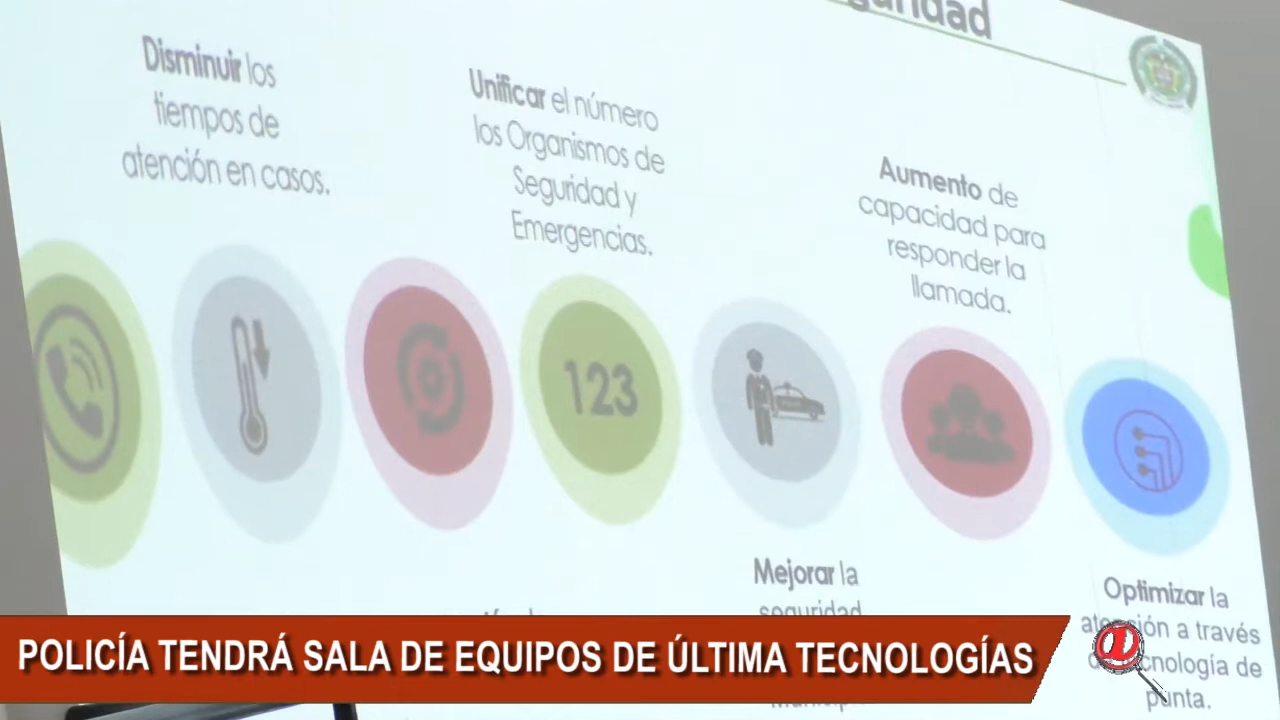 Disminuir los
tiempos de
atención en casos.
Unificar el número
los Organismos de
Seguridad y
Emergencias.
Aumento de
capacidad para
responder la
llamada.
123
Mejorar la
seguridad
Optimizar la
atención a través
de tecnología de
punta.
POLICÍA TENDRÁ SALA DE EQUIPOS DE ÚLTIMA TECNOLOGÍAS